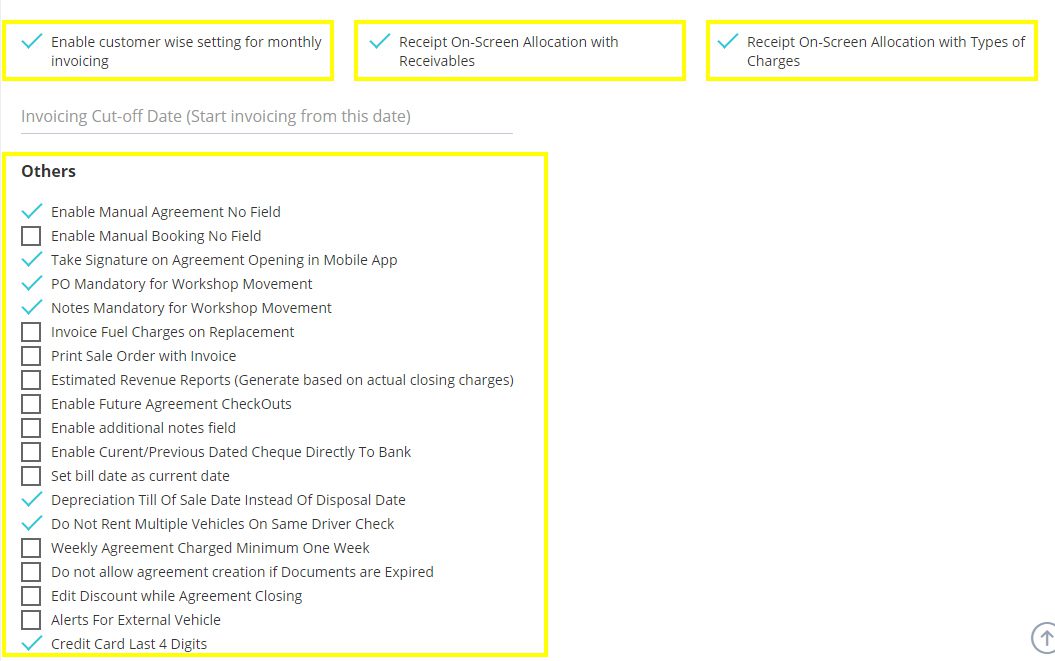 Enable customer wise setting for monthly
invoicing
Receipt On-Screen Allocation with
Receivables
Receipt On-Screen Allocation with Types of
Charges
Invoicing Cut-off Date (Start invoicing from this date)
Others
Enable Manual Agreement No Field
Enable Manual Booking No Field
Take Signature on Agreement Opening in Mobile App
PO Mandatory for Workshop Movement
Notes Mandatory for Workshop Movement
Invoice Fuel Charges on Replacement
Print Sale Order with Invoice
Estimated Revenue Reports (Generate based on actual closing charges)
Enable Future Agreement CheckOuts
Enable additional notes field
Enable Curent/Previous Dated Cheque Directly To Bank
Set bill date as current date
Depreciation Till Of Sale Date Instead Of Disposal Date
Do Not Rent Multiple Vehicles On Same Driver Check
Weekly Agreement Charged Minimum One Week
Do not allow agreement creation if Documents are Expired
Edit Discount while Agreement Closing
Alerts For External Vehicle
Credit Card Last 4 Digits